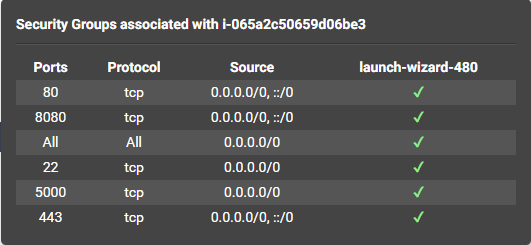 Security Groups associated with i-065a2c50659d06be3
Ports Protocol Source launch-wizard-480
80 tcp 0.0.0.0/0, ::/0 ✓
8080 tcp 0.0.0.0/0, ::/0 ✓
All All 0.0.0.0/0 ✓
22 tcp 0.0.0.0/0 ✓
5000 tcp 0.0.0.0/0 ✓
443 tcp 0.0.0.0/0, ::/0 ✓